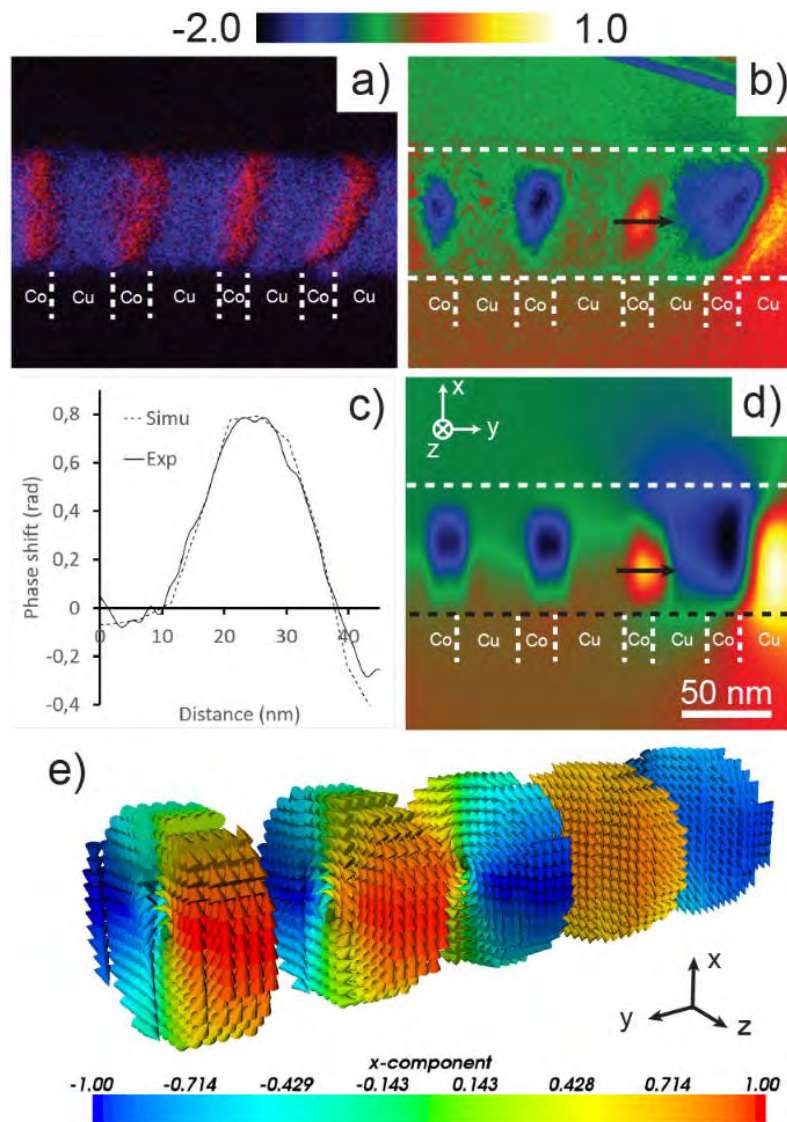 -2.0 1.0
a) b)
Co Cu Co Cu Co Cu Co Cu
Co Cu Co Cu Co Cu Co Cu
c) d)
0,8
0,6
0,4
0,2
0
-0,2
-0,4
Phase shift (rad)
Simu
Exp
0 10 20 30 40
Distance (nm)
x
y
z
Co Cu Co Cu Co Cu Co Cu
50 nm
e)
x
y
z
x-component
-1.00 -0.714 -0.429 -0.143 0.143 0.428 0.714 1.00